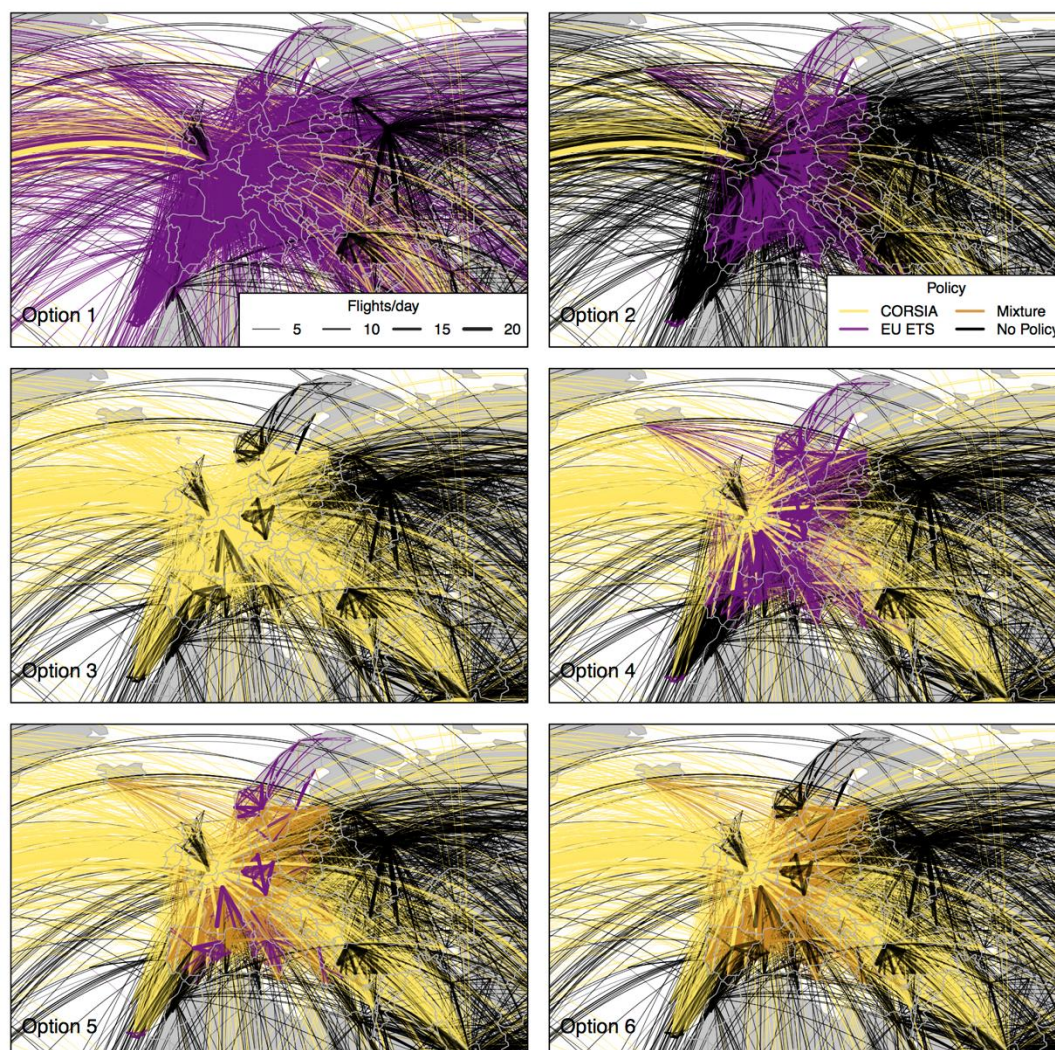 Option 1
Flights/day
5 10 15 20
Option 2
Policy
CORSIA Mixture
EU ETS No Policy
Option 3
Option 4
Option 5
Option 6